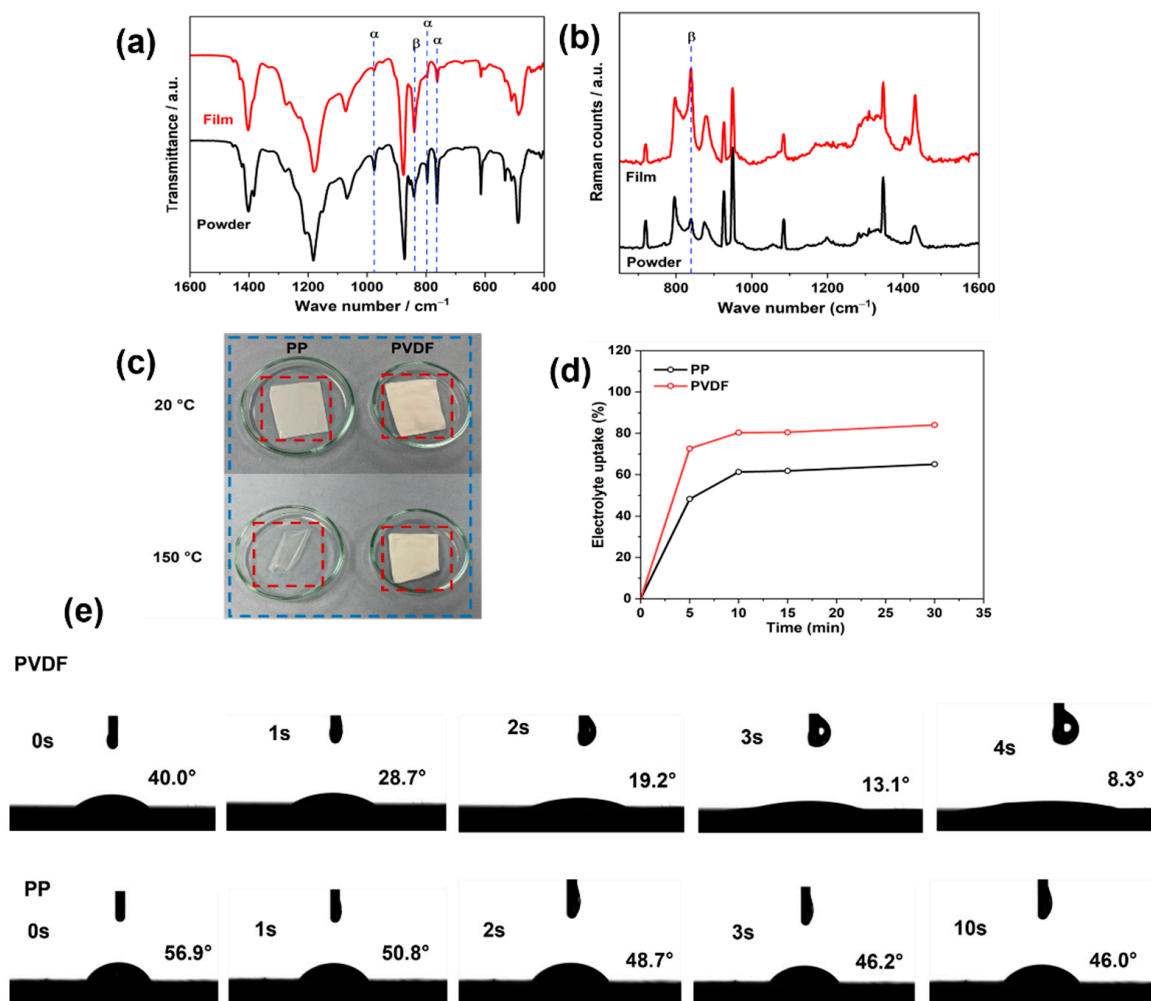 (a)
α
β
α
α
Transmittance / a.u.
Film
Powder
1600 1400 1200 1000 800 600 400
Wave number / cm⁻¹
(b)
β
Raman counts / a.u.
Film
Powder
800 1000 1200 1400 1600
Wave number (cm⁻¹)
(c)
PP PVDF
20 °C
150 °C
(d)
PP
PVDF
Electrolyte uptake (%)
120
100
80
60
40
20
0
0 5 10 15 20 25 30 35
Time (min)
(e)
PVDF
0s 1s 2s 3s 4s
40.0° 28.7° 19.2° 13.1° 8.3°
PP
0s 1s 2s 3s 10s
56.9° 50.8° 48.7° 46.2° 46.0°